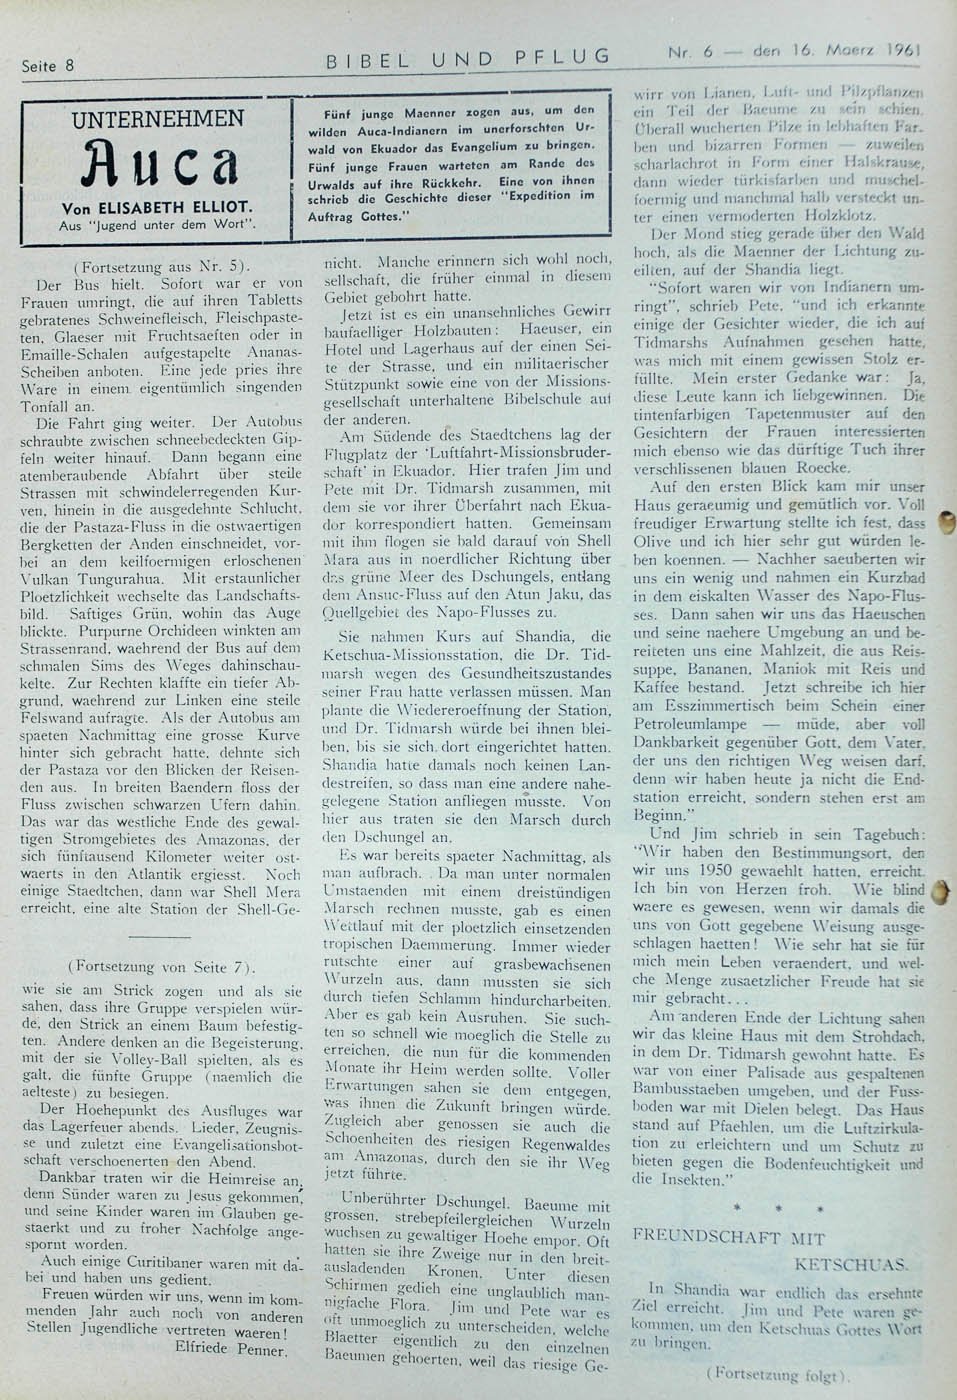 Seite 8
BIBEL UND PFLUG
Nr. 6 — den 16. Maerz 1961
UNTERNEHMEN
Auca
Von ELISABETH ELLIOT.
Aus "Jugend unter dem Wort".
Fünf junge Maenner zogen aus, um den
wilden Auca-Indianern im unerforschten Ur-
wald von Ekuador das Evangelium zu bringen.
Fünf junge Frauen warteten am Rande des
Urwalds auf ihre Rückkehr. Eine von ihnen
schrieb die Geschichte dieser "Expedition im
Auftrag Gottes."
(Fortsetzung aus Nr. 5).
Der Bus hielt. Sofort war er von
Frauen umringt, die auf ihren Tabletts
gebratenes Schweinefleisch, Fleischpaste-
ten, Glaeser mit Fruchtsaeften oder in
Emaille-Schalen aufgestapelte Ananas-
Scheiben anboten. Eine jede pries ihre
Ware in einem eigentümlich singenden
Tonfall an.
Die Fahrt ging weiter. Der Autobus
schraubte zwischen schneebedeckten Gip-
feln weiter hinauf. Dann begann eine
atemberaubende Abfahrt über steile
Strassen mit schwindelerregenden Kur-
ven, hinein in die ausgedehnte Schlucht,
die der Pastaza-Fluss in die ostwaertigen
Bergketten der Anden einschneidet, vor-
bei an dem keilfoermigen erloschenen
Vulkan Tungurahua. Mit erstaunlicher
Ploetzlichkeit wechselte das Landschafts-
bild. Saftiges Grün, wohin das Auge
blickte. Purpurne Orchideen winkten am
Strassenrand, waehrend der Bus auf dem
schmalen Sims des Weges dahinschau-
kelte. Zur Rechten klaffte ein tiefer Ab-
grund, waehrend zur Linken eine steile
Felswand aufragte. Als der Autobus am
spaeten Nachmittag eine grosse Kurve
hinter sich gebracht hatte, dehnte sich
der Pastaza vor den Blicken der Reisen-
den aus. In breiten Baendern floss der
Fluss zwischen schwarzen Ufern dahin.
Das war das westliche Ende des gewal-
tigen Stromgebietes des Amazonas, der
sich fünftausend Kilometer weiter ost-
waerts in den Atlantik ergiesst. Noch
einige Staedtchen, dann war Shell Mera
erreicht, eine alte Station der Shell-Ge-
(Fortsetzung von Seite 7).
wie sie am Strick zogen und als sie
sahen, dass ihre Gruppe verspielen wür-
de, den Strick an einem Baum befestig-
ten. Andere denken an die Begeisterung,
mit der sie Volley-Ball spielten, als es
galt, die fünfte Gruppe (naemlich die
aelteste) zu besiegen.
Der Hoehepunkt des Ausfluges war
das Lagerfeuer abends. Lieder, Zeugnis-
se und zuletzt eine Evangelisationsbot-
schaft verschoenerten den Abend.
Dankbar traten wir die Heimreise an,
denn Sünder waren zu Jesus gekommen,
und seine Kinder waren im Glauben ge-
staerkt und zu froher Nachfolge ange-
spornt worden.
Auch einige Curitibaner waren mit da-
bei und haben uns gedient.
Freuen würden wir uns, wenn im kom-
menden Jahr auch noch von anderen
Stellen Jugendliche vertreten waeren!
Elfriede Penner.
nicht. Manche erinnern sich wohl noch,
sellschaft, die früher einmal in diesem
Gebiet gebohrt hatte.
Jetzt ist es ein unansehnliches Gewirr
baufaelliger Holzbauten: Haeuser, ein
Hotel und Lagerhaus auf der einen Sei-
te der Strasse, und ein militaerischer
Stützpunkt sowie eine von der Missions-
gesellschaft unterhaltene Bibelschule auf
der anderen.
Am Südende des Staedtchens lag der
Flugplatz der 'Luftfahrt-Missionsbruder-
schaft' in Ekuador. Hier trafen Jim und
Pete mit Dr. Tidmarsh zusammen, mit
dem sie vor ihrer Überfahrt nach Ekua-
dor korrespondiert hatten. Gemeinsam
mit ihm flogen sie bald darauf von Shell
Mara aus in noerdlicher Richtung über
das grüne Meer des Dschungels, entlang
dem Ansuc-Fluss auf den Atun Jaku, das
Quellgebiet des Napo-Flusses zu.
Sie nahmen Kurs auf Shandia, die
Ketschua-Missionsstation, die Dr. Tid-
marsh wegen des Gesundheitszustandes
seiner Frau hatte verlassen müssen. Man
plante die Wiedereroeffnung der Station,
und Dr. Tidmarsh würde bei ihnen blei-
ben, bis sie sich dort eingerichtet hatten.
Shandia hatte damals noch keinen Lan-
destreifen, so dass man eine andere nahe-
gelegene Station anfliegen musste. Von
hier aus traten sie den Marsch durch
den Dschungel an.
Es war bereits spaeter Nachmittag, als
man aufbrach. Da man unter normalen
Umstaenden mit einem dreistündigen
Marsch rechnen musste, gab es einen
Wettlauf mit der ploetzlich einsetzenden
tropischen Daemmerung. Immer wieder
rutschte einer auf grasbewachsenen
Wurzeln aus, dann mussten sie sich
durch tiefen Schlamm hindurcharbeiten.
Aber es gab kein Ausruhen. Sie such-
ten so schnell wie moeglich die Stelle zu
erreichen, die nun für die kommenden
Monate ihr Heim werden sollte. Voller
Erwartungen sahen sie dem entgegen,
was ihnen die Zukunft bringen würde.
Zugleich aber genossen sie auch die
Schoenheiten des riesigen Regenwaldes
am Amazonas, durch den sie ihr Weg
jetzt führte.
Unberührter Dschungel. Baeume mit
grossen, strebepfeilergleichen Wurzeln
wuchsen zu gewaltiger Hoehe empor. Oft
hatten sie ihre Zweige nur in den breit-
ausladenden Kronen. Unter diesen
Schirmen gedieh eine unglaublich man-
nigfache Flora. Jim und Pete war es
oft unmoeglich zu unterscheiden, welche
Blaetter eigentlich zu den einzelnen
Baeumen gehoerten, weil das riesige Ge-
wirr von Lianen, Luft- und Pilzpflanzen
ein Teil der Baeume zu sein schien.
Überall wucherten Pilze in lebhaften Far-
ben und bizarren Formen — zuweilen
scharlachrot in Form einer Halskrause,
dann wieder türkisfarben und muschel-
foermig und manchmal halb versteckt un-
ter einen vermoderten Holzklotz.
Der Mond stieg gerade über den Wald
hoch, als die Maenner der Lichtung zu-
eilten, auf der Shandia liegt.
"Sofort waren wir von Indianern um-
ringt", schrieb Pete, "und ich erkannte
einige der Gesichter wieder, die ich auf
Tidmarshs Aufnahmen gesehen hatte,
was mich mit einem gewissen Stolz er-
füllte. Mein erster Gedanke war: Ja,
diese Leute kann ich liebgewinnen. Die
tintenfarbigen Tapetenmuster auf den
Gesichtern der Frauen interessierten
mich ebenso wie das dürftige Tuch ihrer
verschlissenen blauen Roecke.
Auf den ersten Blick kam mir unser
Haus geraeumig und gemütlich vor. Voll
freudiger Erwartung stellte ich fest, dass
Olive und ich hier sehr gut würden le-
ben koennen. — Nachher saeuberten wir
uns ein wenig und nahmen ein Kurzbad
in dem eiskalten Wasser des Napo-Flus-
ses. Dann sahen wir uns das Haeuschen
und seine naehere Umgebung an und be-
reiteten uns eine Mahlzeit, die aus Reis-
suppe, Bananen, Maniok mit Reis und
Kaffee bestand. Jetzt schreibe ich hier
am Esszimmertisch beim Schein einer
Petroleumlampe — müde, aber voll
Dankbarkeit gegenüber Gott, dem Vater,
der uns den richtigen Weg weisen darf,
denn wir haben heute ja nicht die End-
station erreicht, sondern stehen erst am
Beginn."
Und Jim schrieb in sein Tagebuch:
"Wir haben den Bestimmungsort, den
wir uns 1950 gewaehlt hatten, erreicht.
Ich bin von Herzen froh. Wie blind
waere es gewesen, wenn wir damals die
uns von Gott gegebene Weisung ausge-
schlagen haetten! Wie sehr hat sie für
mich mein Leben veraendert, und wel-
che Menge zusaetzlicher Freude hat sie
mir gebracht...
Am anderen Ende der Lichtung sahen
wir das kleine Haus mit dem Strohdach,
in dem Dr. Tidmarsh gewohnt hatte. Es
war von einer Palisade aus gespaltenen
Bambusstaeben umgeben, und der Fuss-
boden war mit Dielen belegt. Das Haus
stand auf Pfaehlen, um die Luftzirkula-
tion zu erleichtern und um Schutz zu
bieten gegen die Bodenfeuchtigkeit und
die Insekten."
* * *
FREUNDSCHAFT MIT
KETSCHUAS.
In Shandia war endlich das ersehnte
Ziel erreicht. Jim und Pete waren ge-
kommen, um den Ketschuas Gottes Wort
zu bringen.
(Fortsetzung folgt).